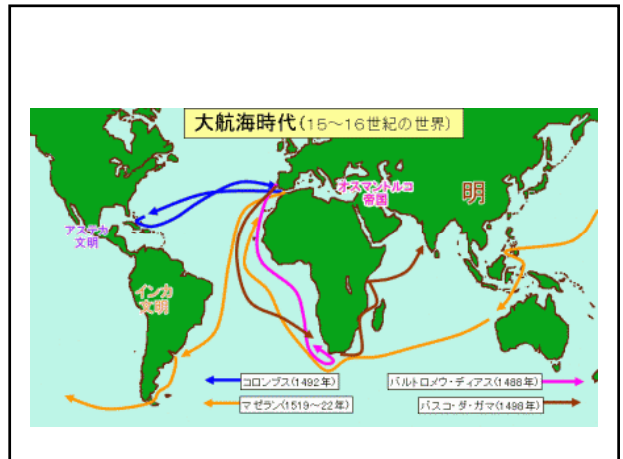 大航海時代(15～16世紀の世界)
オスマントルコ
帝国
明
アステカ
文明
インカ
文明
コロンブス(1492年)
バルトロメウ・ディアス(1488年)
マゼラン(1519～22年)
バスコ・ダ・ガマ(1498年)